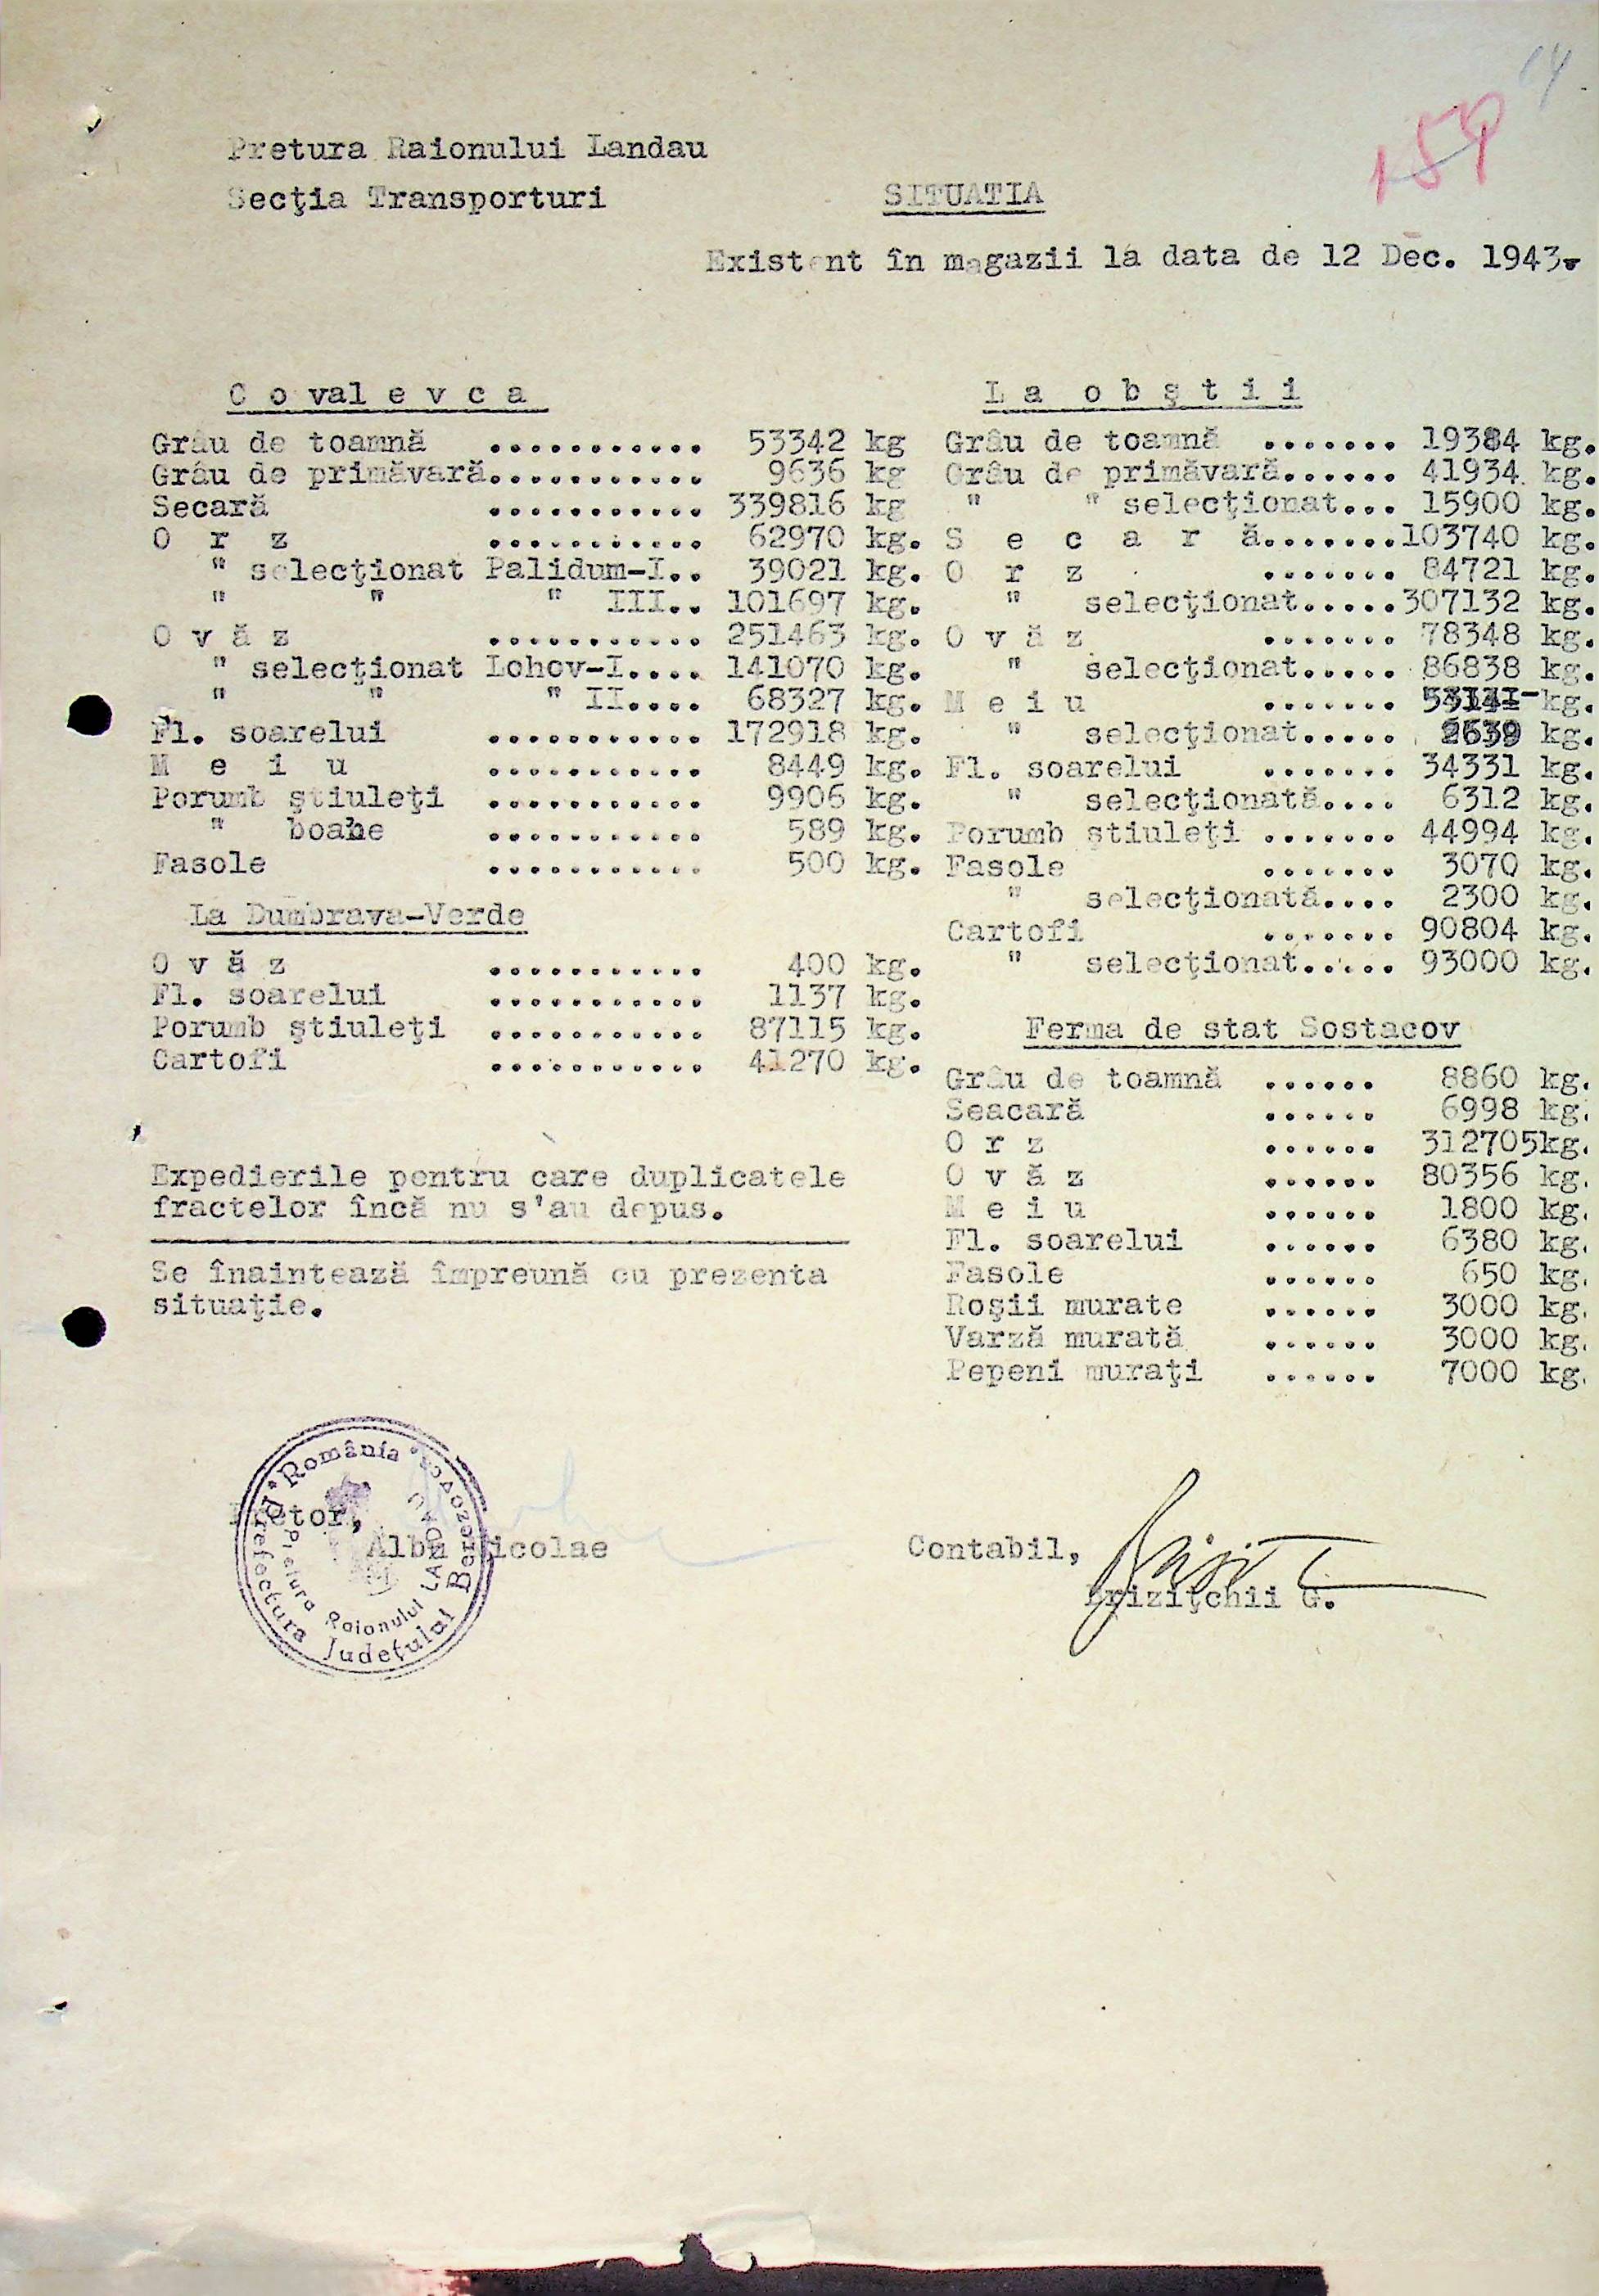 14
159
Pretura Raionului Landau
Secţia Transporturi
SITUATIA
Existent în magazii la data de 12 Dec. 1943.-
C o val e v c a
Grâu de toamnă ........... 53342 kg
Grâu de primăvară........... 9636 kg
Secară ........... 339816 kg
O r z ........... 62970 kg.
" selecţionat Palidum-I.. 39021 kg.
" " " III.. 101697 kg.
O v ă z ........... 251463 kg.
" selecţionat Lohov-I.... 141070 kg.
" " " II.... 68327 kg.
Fl. soarelui ........... 172918 kg.
M e i u ........... 8449 kg.
Porumb ştiuleţi ........... 9906 kg.
" boabe ........... 589 kg.
Fasole ........... 500 kg.
La Dumbrava-Verde
O v ă z ........... 400 kg.
Fl. soarelui ........... 1137 kg.
Porumb ştiuleţi ........... 87115 kg.
Cartofi ........... 41270 kg.
Expedierile pentru care duplicatele
fractelor încă nu s'au depus.
Se înaintează împreună cu prezenta
situaţie.
L a o b ş t i i
Grâu de toamnă ....... 19384 kg.
Grâu de primăvară...... 41934 kg.
" " selecţionat... 15900 kg.
S e c a r ă.......103740 kg.
O r z ....... 84721 kg.
" selecţionat.....307132 kg.
O v ă z ....... 78348 kg.
" selecţionat..... 86838 kg.
M e i u ....... kg.
" selecţionat..... 2639 kg.
Fl. soarelui ....... 34331 kg.
" selecţionată.... 6312 kg.
Porumb ştiuleţi ....... 44994 kg.
Fasole ....... 3070 kg.
" selecţionată.... 2300 kg.
Cartofi ....... 90804 kg.
" selecţionat..... 93000 kg.
Ferma de stat Sostacov
Grâu de toamnă ...... 8860 kg.
Seacară ...... 6998 kg.
O r z ...... 312705kg.
O v ă z ...... 80356 kg.
M e i u ...... 1800 kg.
Fl. soarelui ...... 6380 kg.
Fasole ...... 650 kg.
Roşii murate ...... 3000 kg.
Varză murată ...... 3000 kg.
Pepeni muraţi ...... 7000 kg.
Pretor,
Albu Nicolae
România
Prefectura Judeţului Berezovca
Pretura Raionului LANDAU
Contabil,
Briziţchii G.